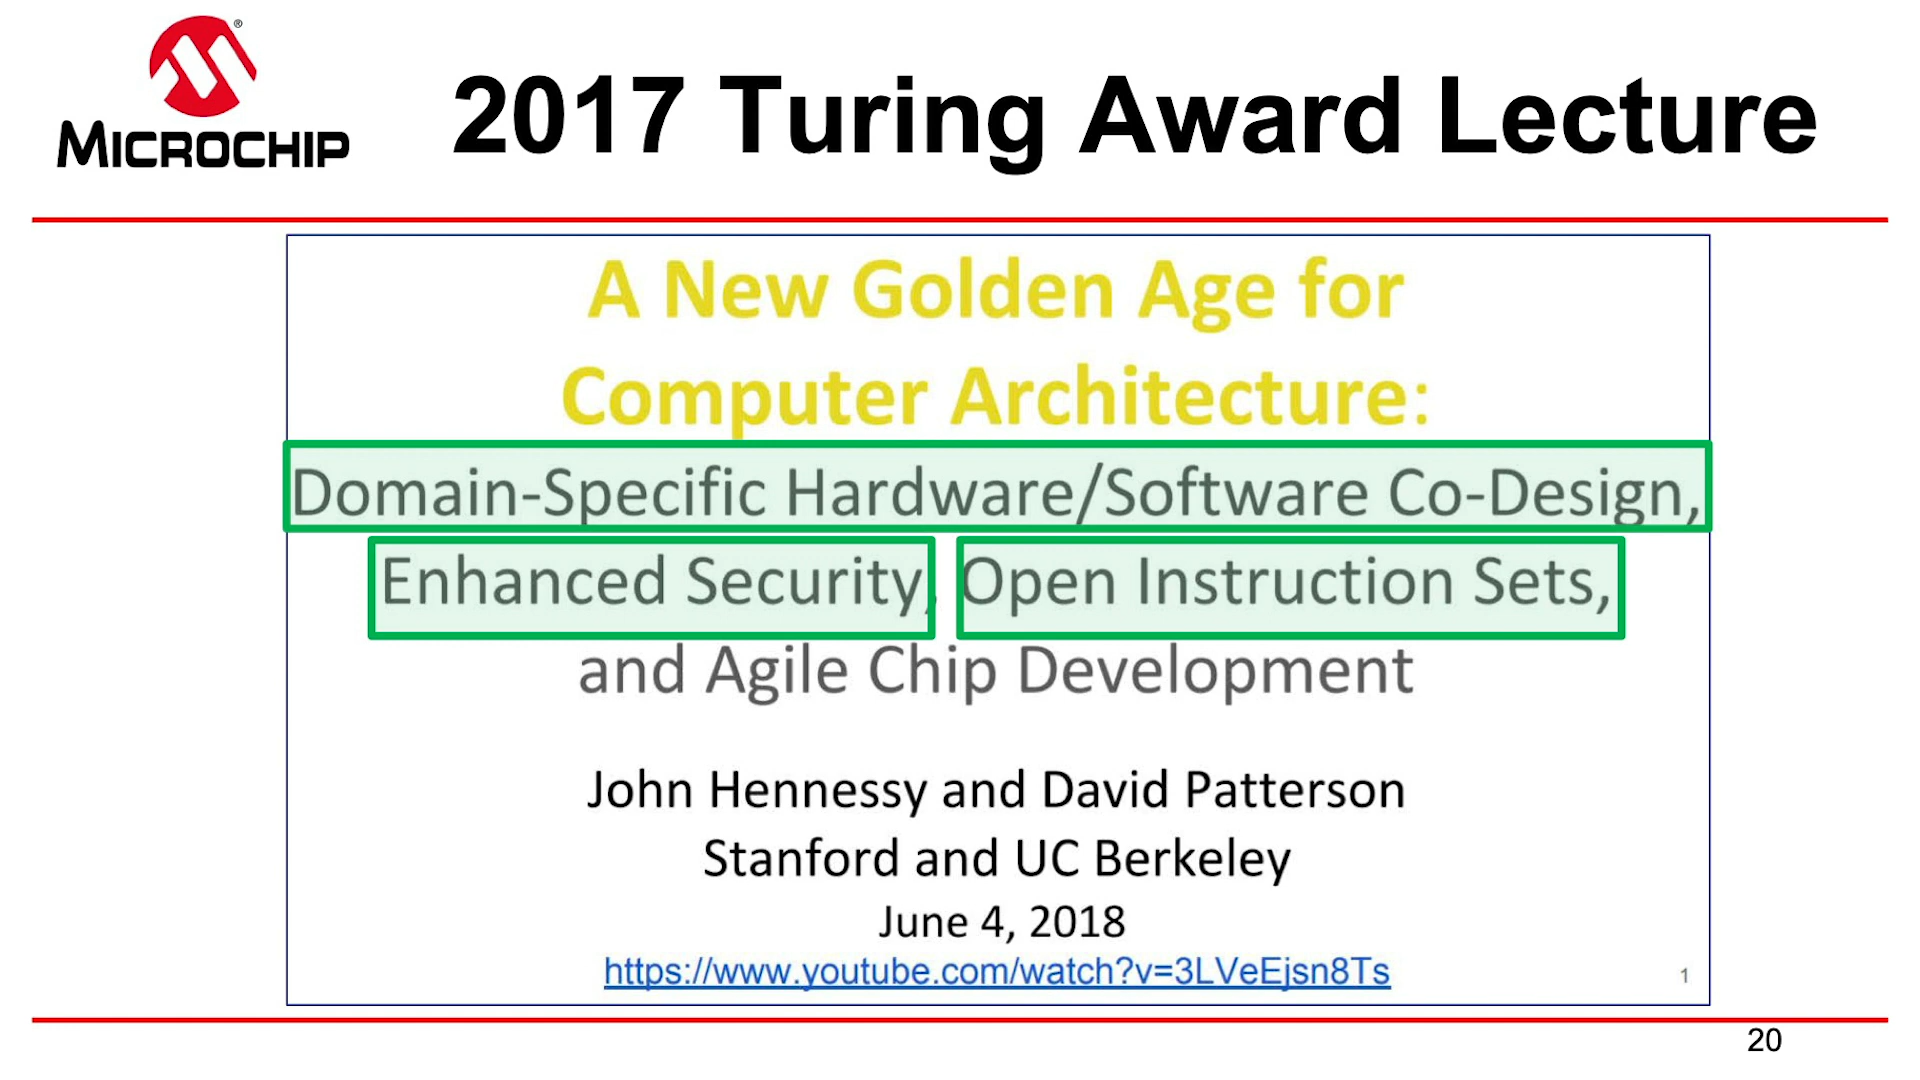 MICROCHIP
®
2017 Turing Award Lecture
A New Golden Age for
Computer Architecture:
Domain-Specific Hardware/Software Co-Design,
Enhanced Security, Open Instruction Sets,
and Agile Chip Development
John Hennessy and David Patterson
Stanford and UC Berkeley
June 4, 2018
https://www.youtube.com/watch?v=3LVeEjsn8Ts
1
20